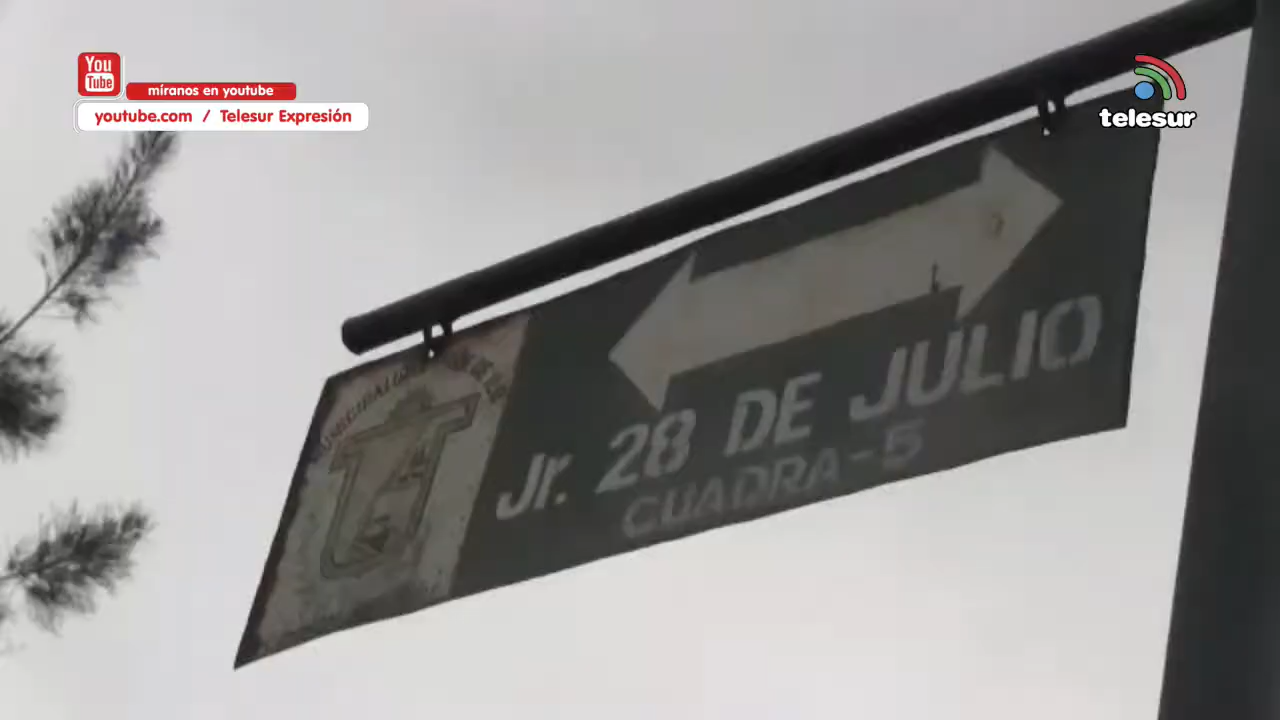 You
Tube
míranos en youtube
youtube.com / Telesur Expresión
telesur
Jr. 28 DE JULIO
CUADRA-5